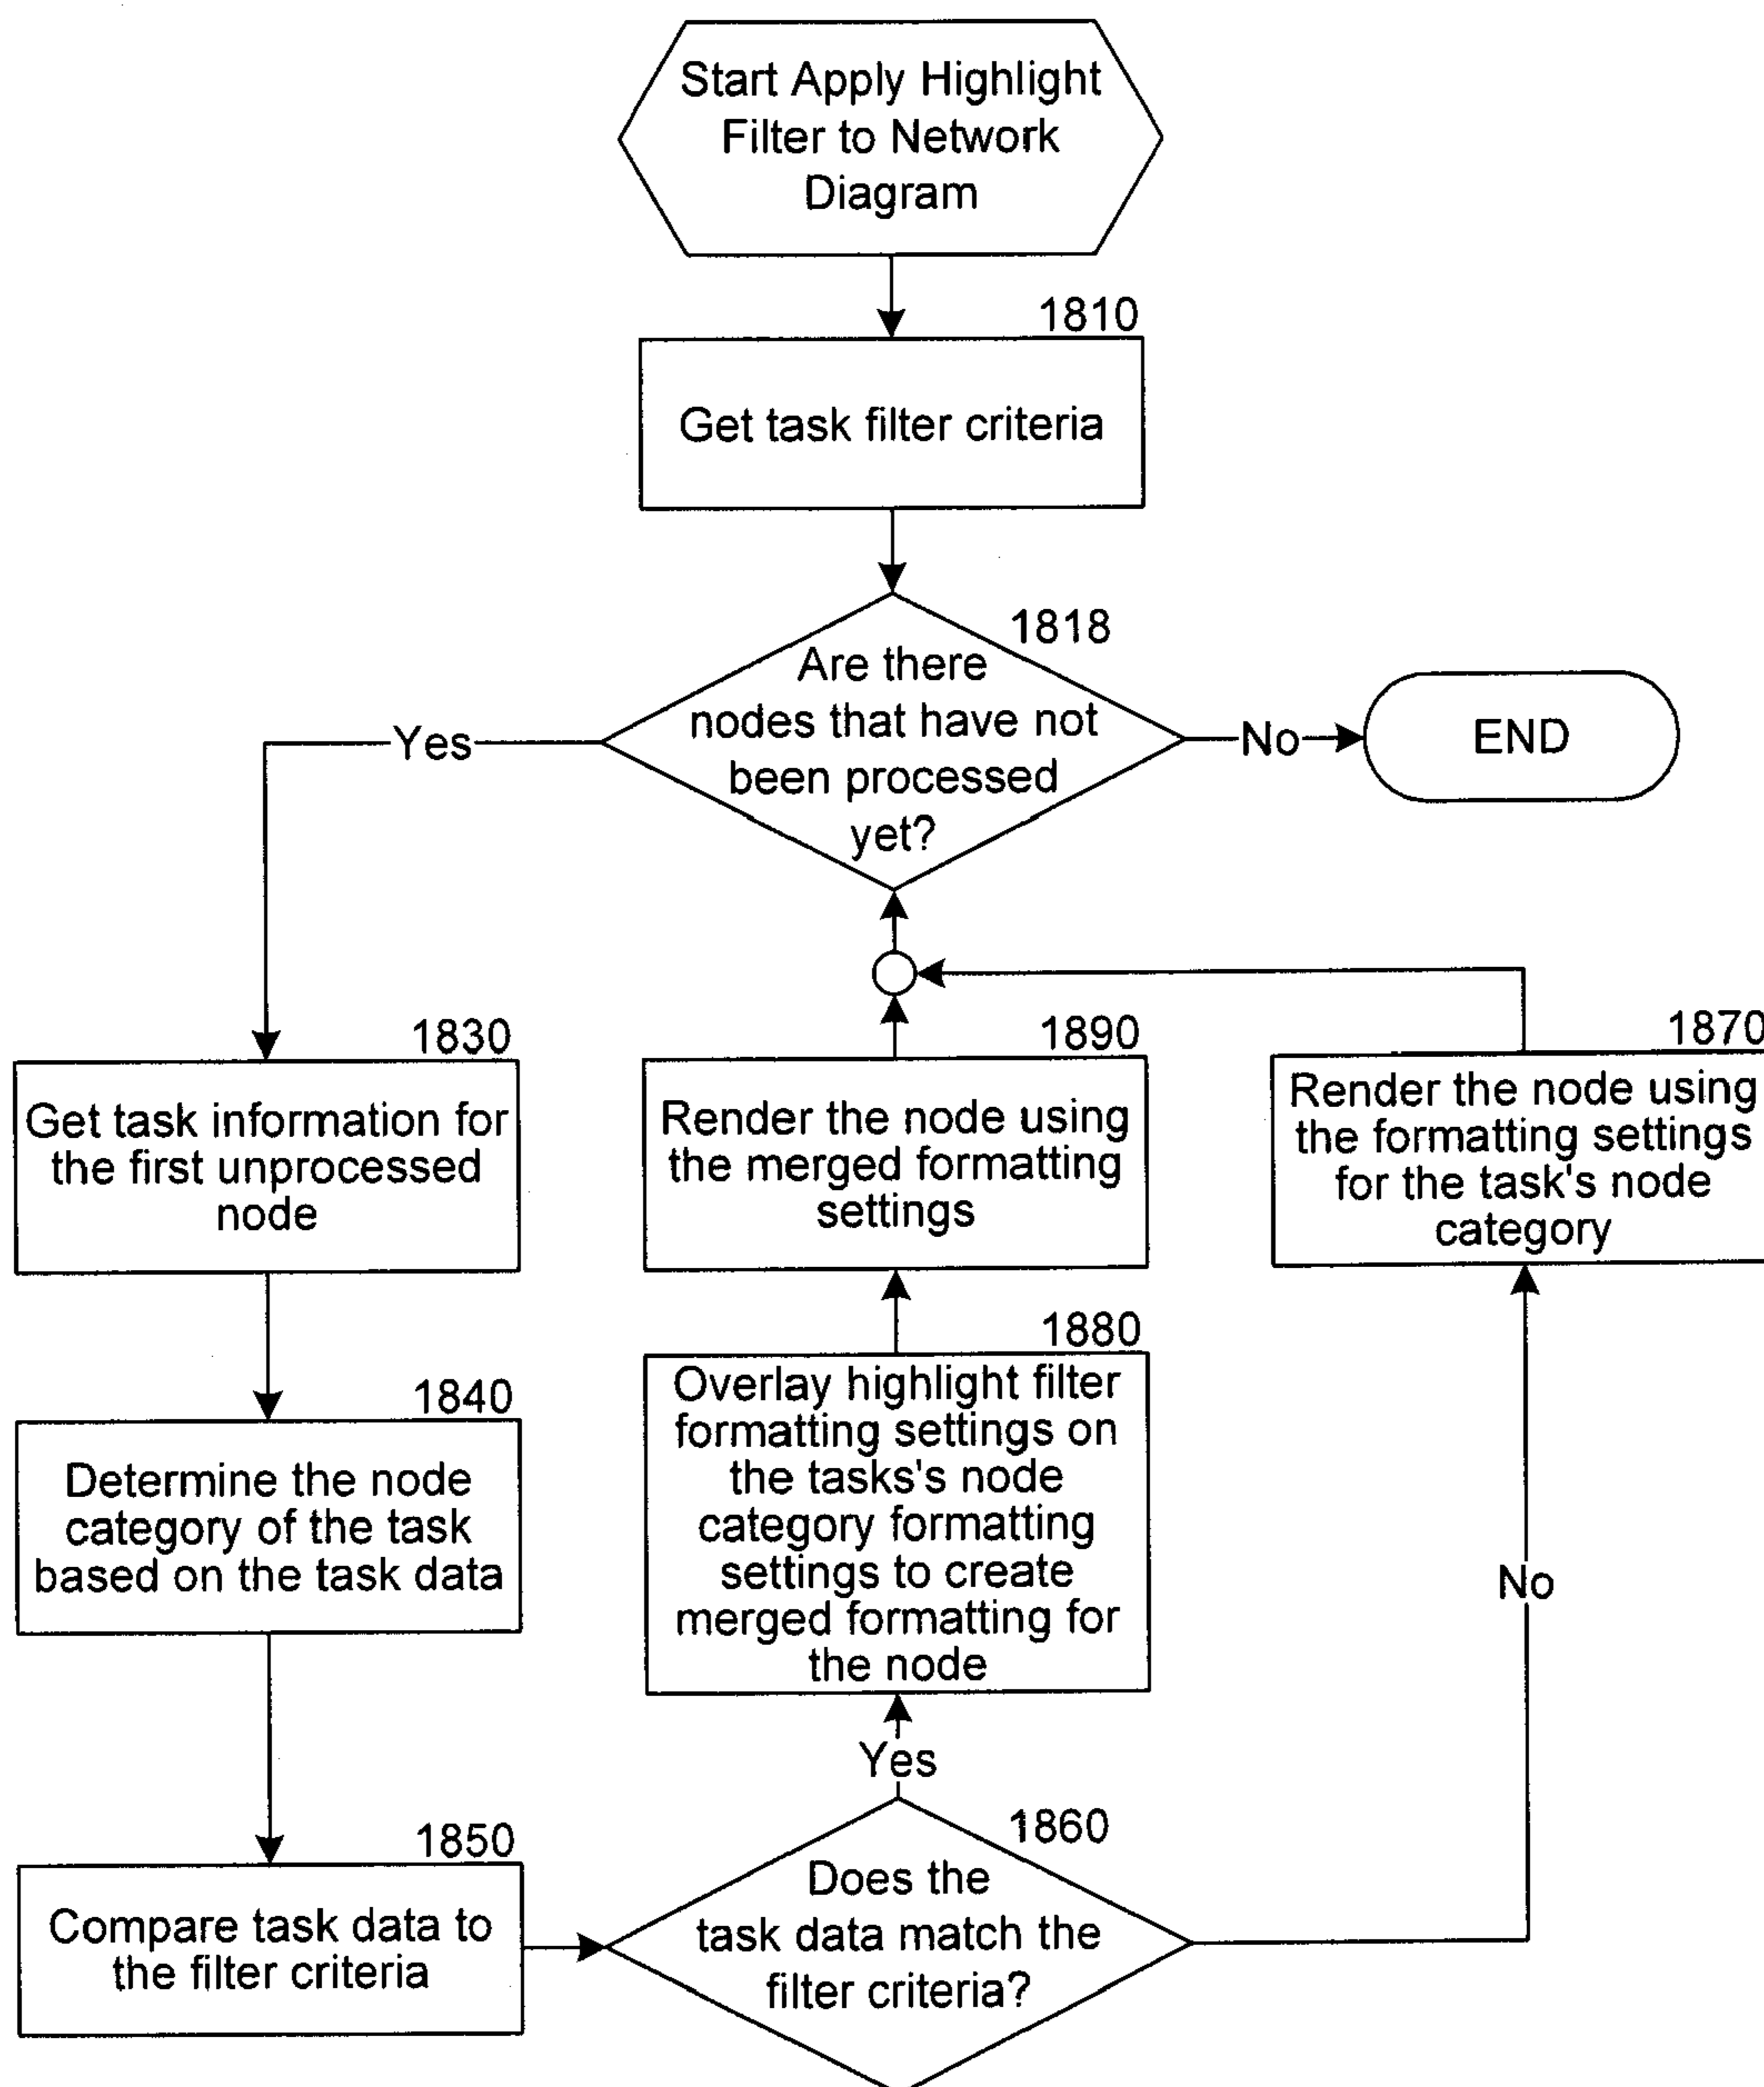 Start Apply Highlight
Filter to Network
Diagram
1810
Get task filter criteria
1818
Are there
nodes that have not
been processed
yet?
Yes
No
END
1830
Get task information for
the first unprocessed
node
1890
Render the node using
the merged formatting
settings
1870
Render the node using
the formatting settings
for the task's node
category
1840
Determine the node
category of the task
based on the task data
1880
Overlay highlight filter
formatting settings on
the tasks's node
category formatting
settings to create
merged formatting for
the node
No
Yes
1850
Compare task data to
the filter criteria
1860
Does the
task data match the
filter criteria?